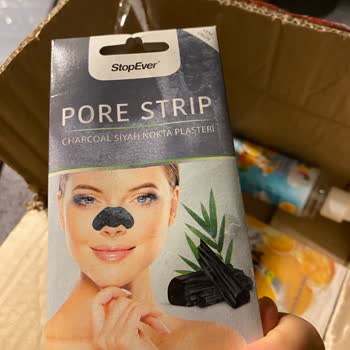 StopEver
PORE STRIP
CHARCOAL SİYAH NOKTA PLASTERİ